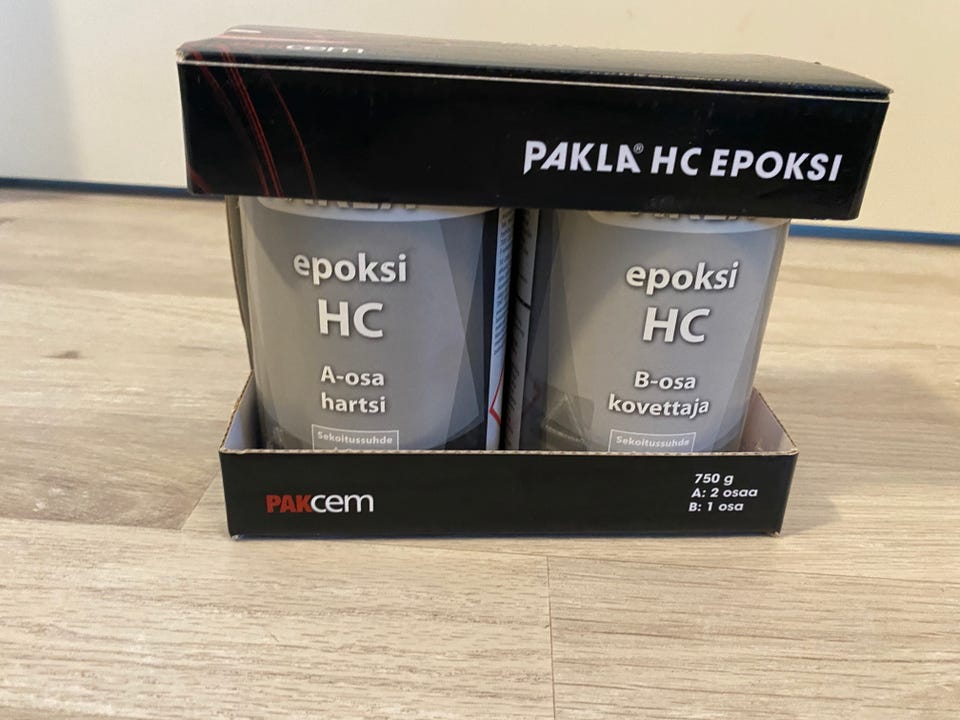 cem
PAKLA® HC EPOKSI
epoksi
HC
A-osa
hartsi
Sekoitussuhde
epoksi
HC
B-osa
kovettaja
Sekoitussuhde
PAKcem
750 g
A: 2 osaa
B: 1 osa